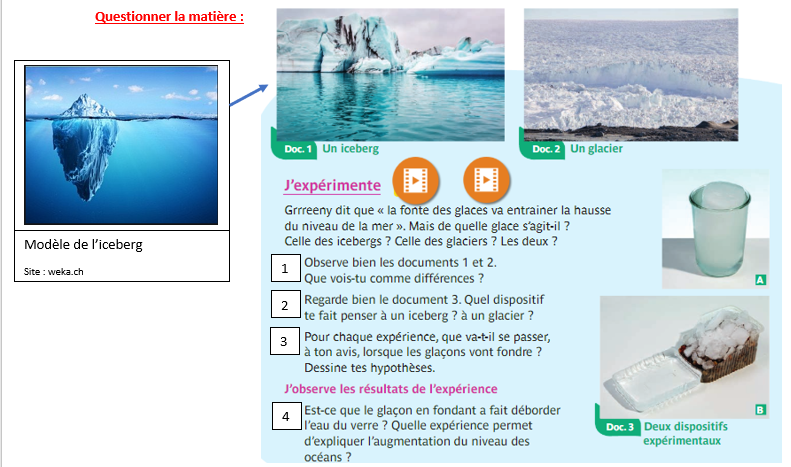 Questionner la matière :
Modèle de l’iceberg
Site : weka.ch
Doc. 1 Un iceberg
Doc. 2 Un glacier
J’expérimente
Grrreeny dit que « la fonte des glaces va entrainer la hausse
du niveau de la mer ». Mais de quelle glace s’agit-il ?
Celle des icebergs ? Celle des glaciers ? Les deux ?
1 Observe bien les documents 1 et 2.
Que vois-tu comme différences ?
2 Regarde bien le document 3. Quel dispositif
te fait penser à un iceberg ? à un glacier ?
3 Pour chaque expérience, que va-t-il se passer,
à ton avis, lorsque les glaçons vont fondre ?
Dessine tes hypothèses.
J’observe les résultats de l’expérience
4 Est-ce que le glaçon en fondant a fait déborder
l’eau du verre ? Quelle expérience permet
d’expliquer l’augmentation du niveau des
océans ?
A
B
Doc. 3 Deux dispositifs
expérimentaux